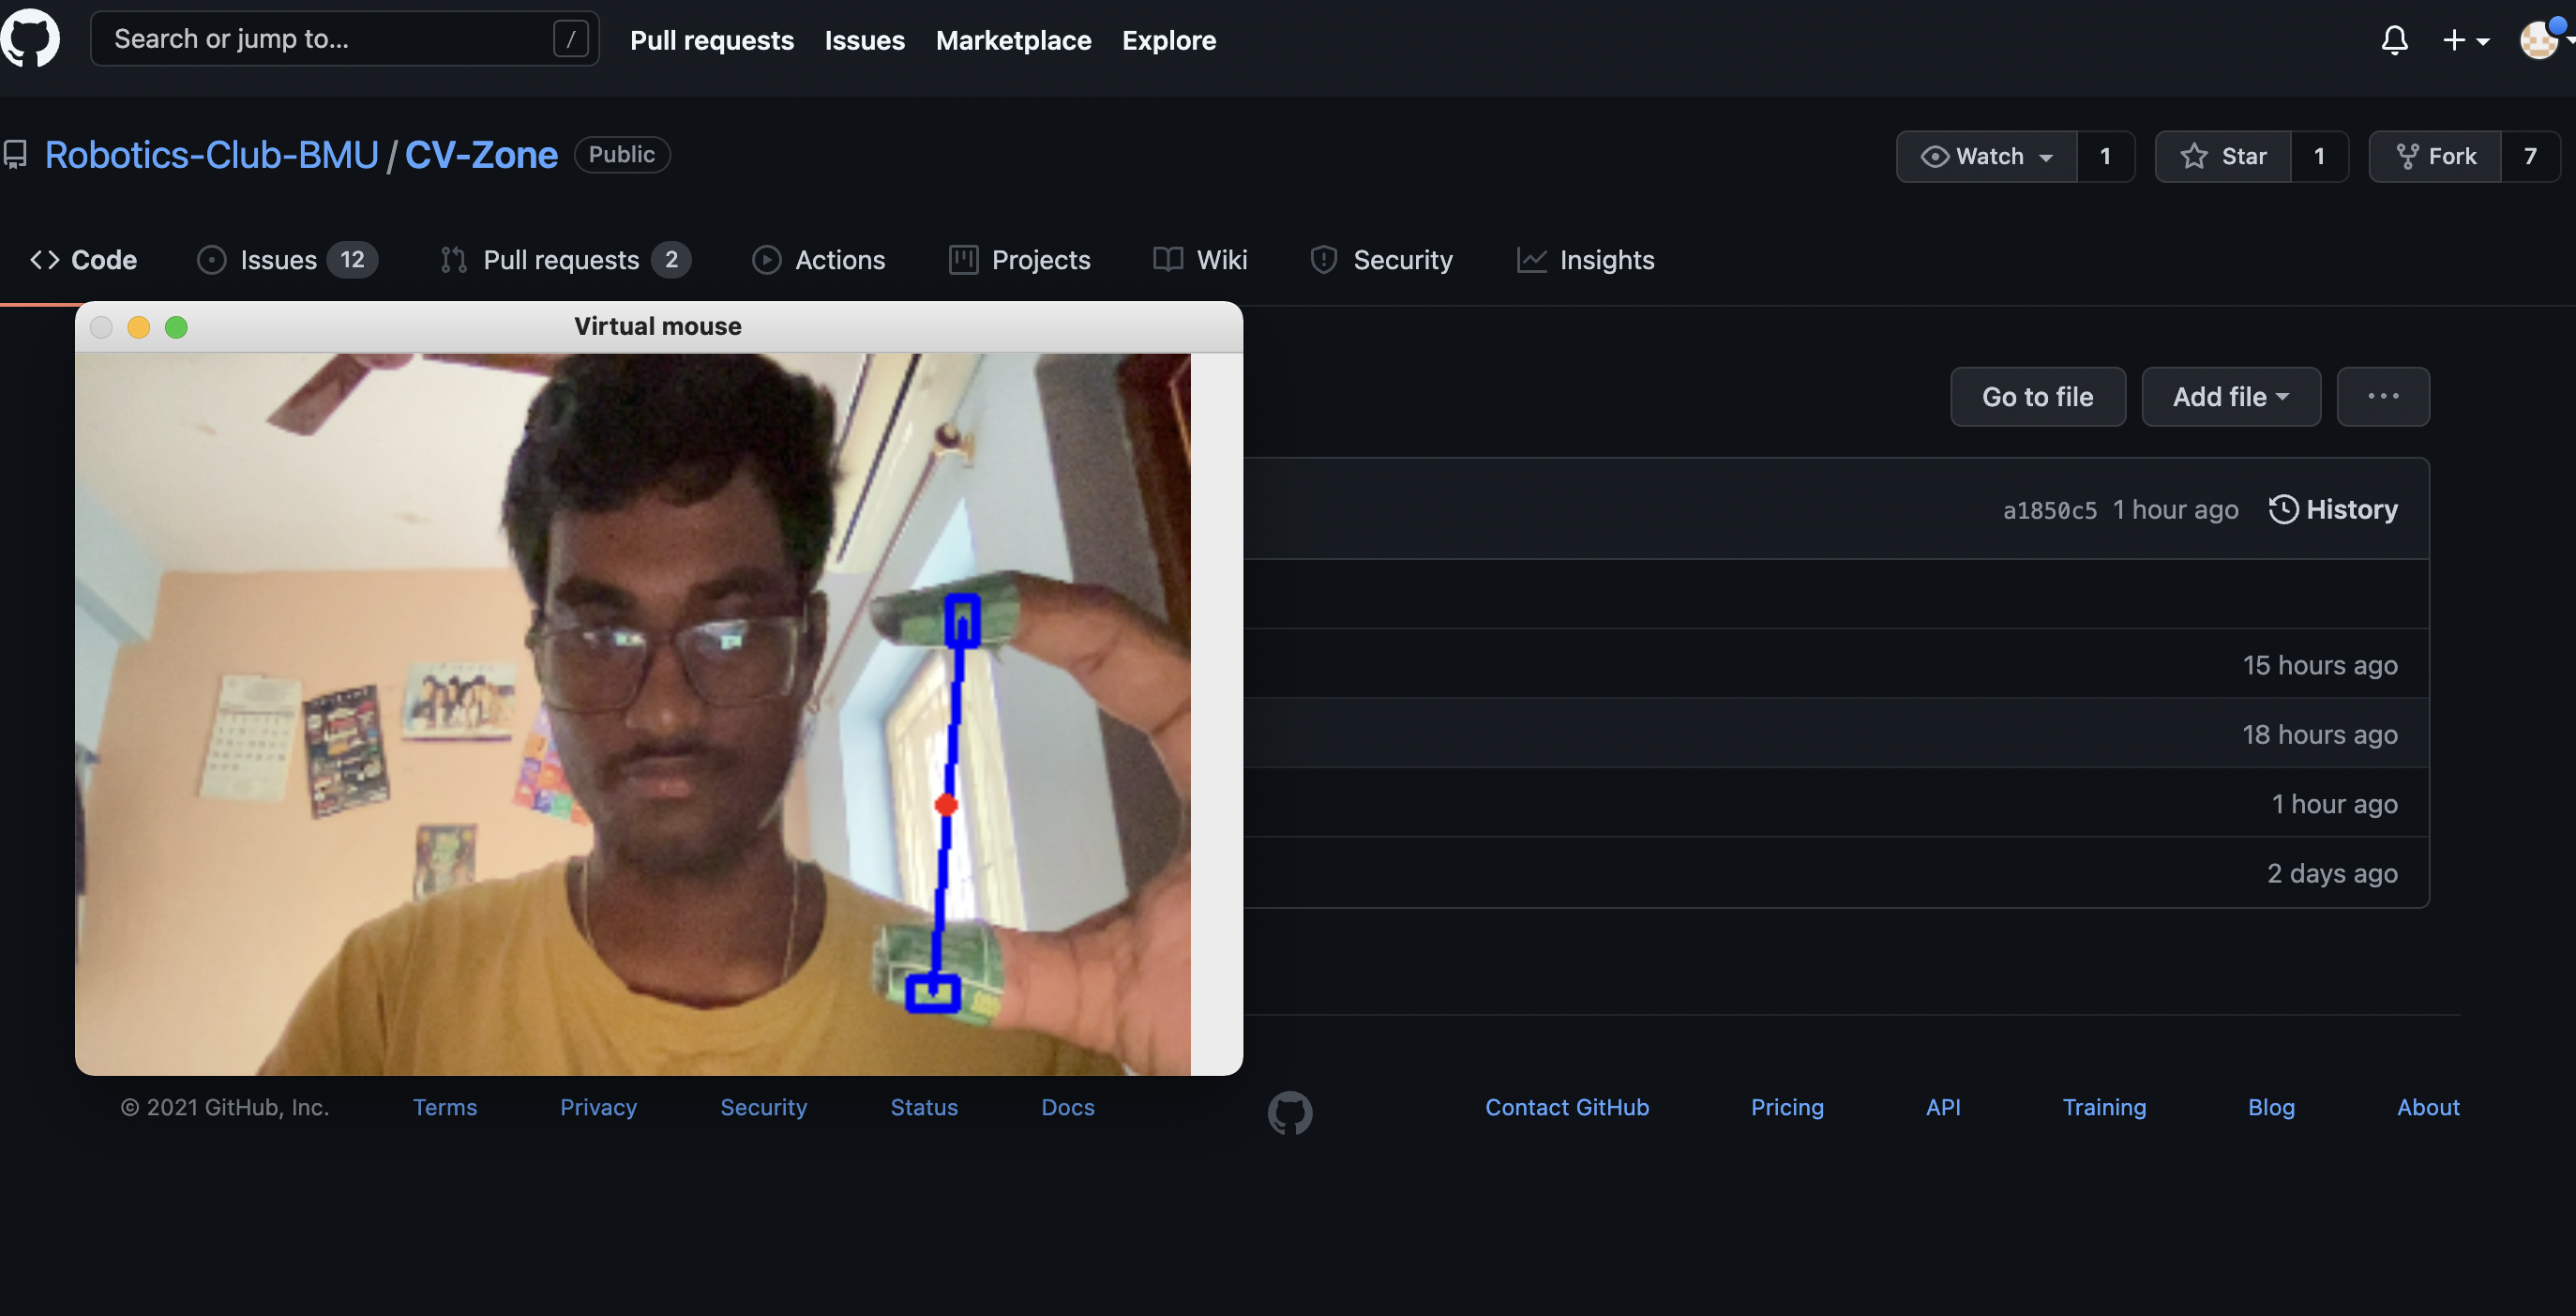 Search or jump to... / Pull requests Issues Marketplace Explore
Robotics-Club-BMU / CV-Zone Public Watch 1 Star 1 Fork 7
Code Issues 12 Pull requests 2 Actions Projects Wiki Security Insights
Virtual mouse
Go to file Add file ...
a1850c5 1 hour ago History
15 hours ago
18 hours ago
1 hour ago
2 days ago
© 2021 GitHub, Inc. Terms Privacy Security Status Docs Contact GitHub Pricing API Training Blog About